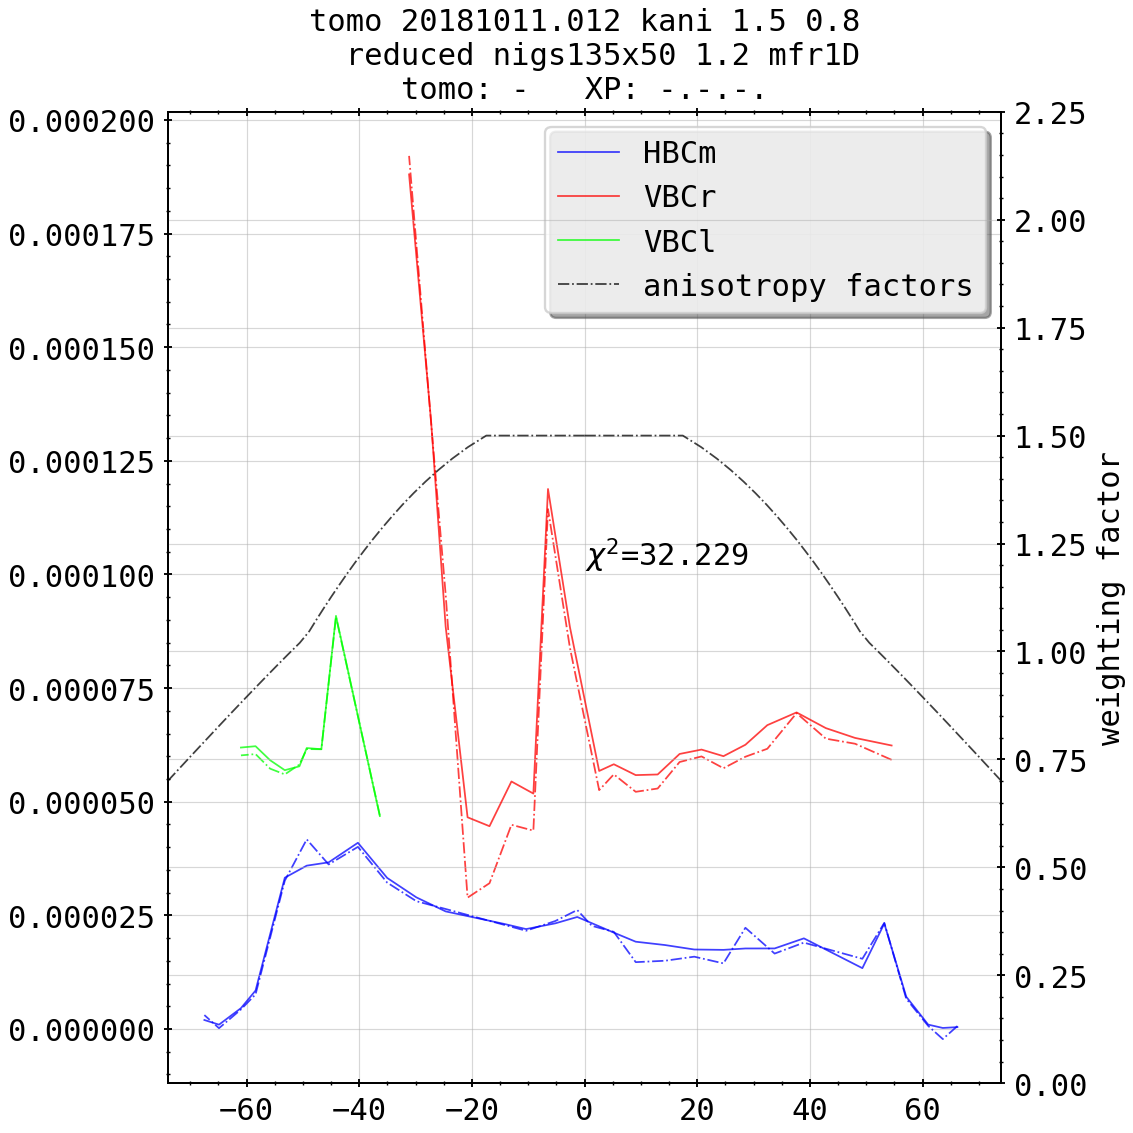 tomo 20181011.012 kani 1.5 0.8
reduced nigs135x50 1.2 mfr1D
tomo: - XP: -.-.-.
0.000200
0.000175
0.000150
0.000125
0.000100
0.000075
0.000050
0.000025
0.000000
HBCm
VBCr
VBCl
anisotropy factors
χ²=32.229
2.25
2.00
1.75
1.50
1.25
1.00
0.75
0.50
0.25
0.00
weighting factor
−60
−40
−20
0
20
40
60